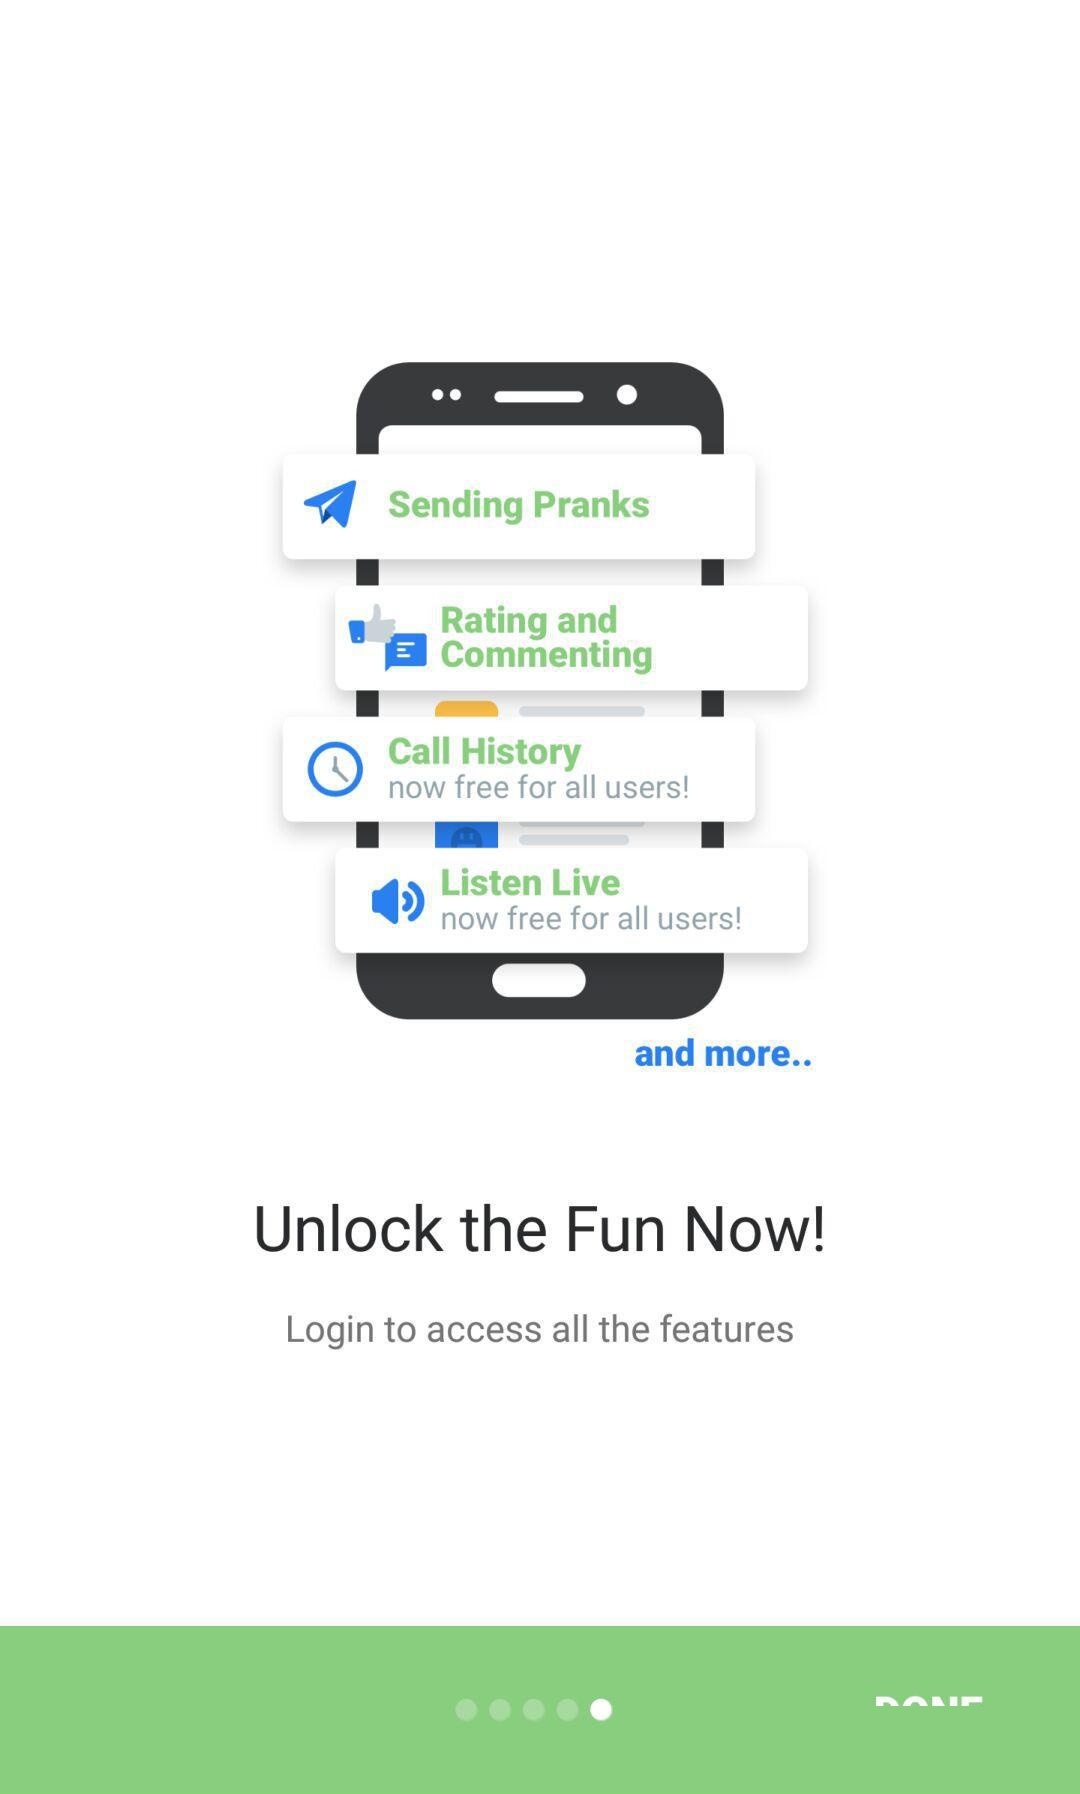 Sending Pranks
Rating and
Commenting
Call History
now free for all users!
Listen Live
now free for all users!
and more..
Unlock the Fun Now!
Login to access all the features
DONE